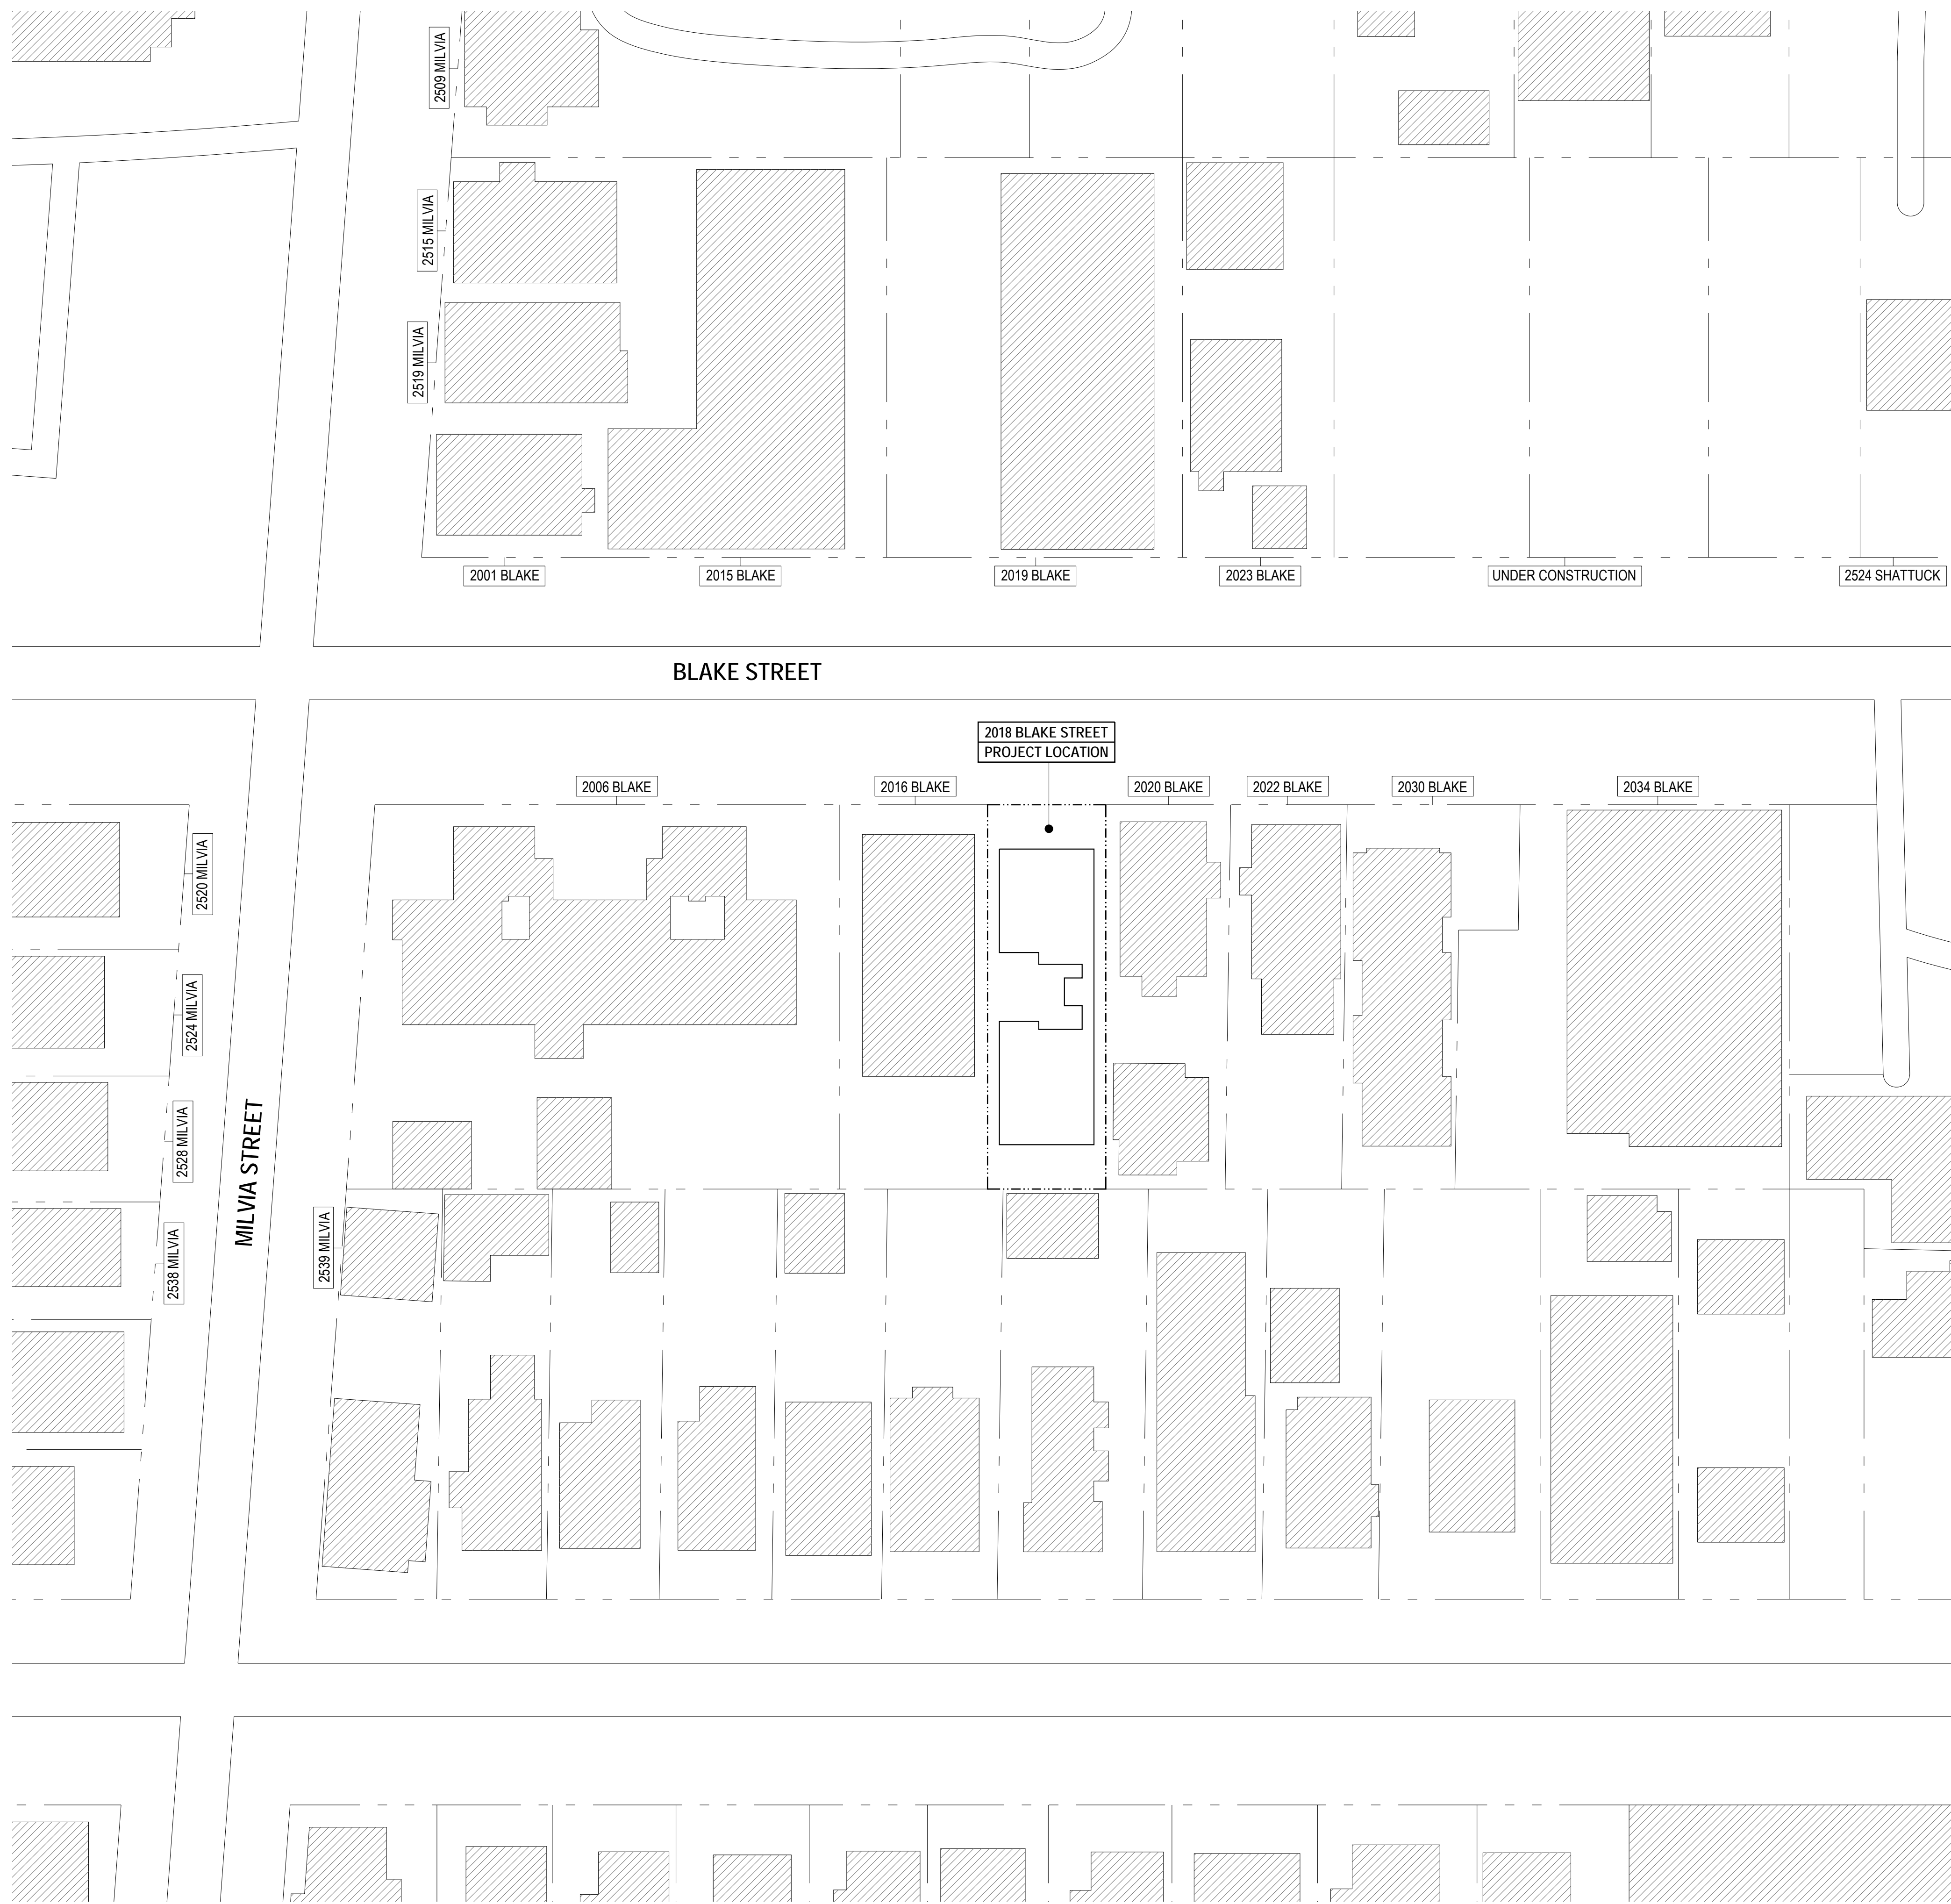 2509 MILVIA
2515 MILVIA
2519 MILVIA
2001 BLAKE
2015 BLAKE
2019 BLAKE
2023 BLAKE
UNDER CONSTRUCTION
2524 SHATTUCK
BLAKE STREET
2018 BLAKE STREET
PROJECT LOCATION
2006 BLAKE
2016 BLAKE
2020 BLAKE
2022 BLAKE
2030 BLAKE
2034 BLAKE
2520 MILVIA
2524 MILVIA
2528 MILVIA
2538 MILVIA
MILVIA STREET
2539 MILVIA